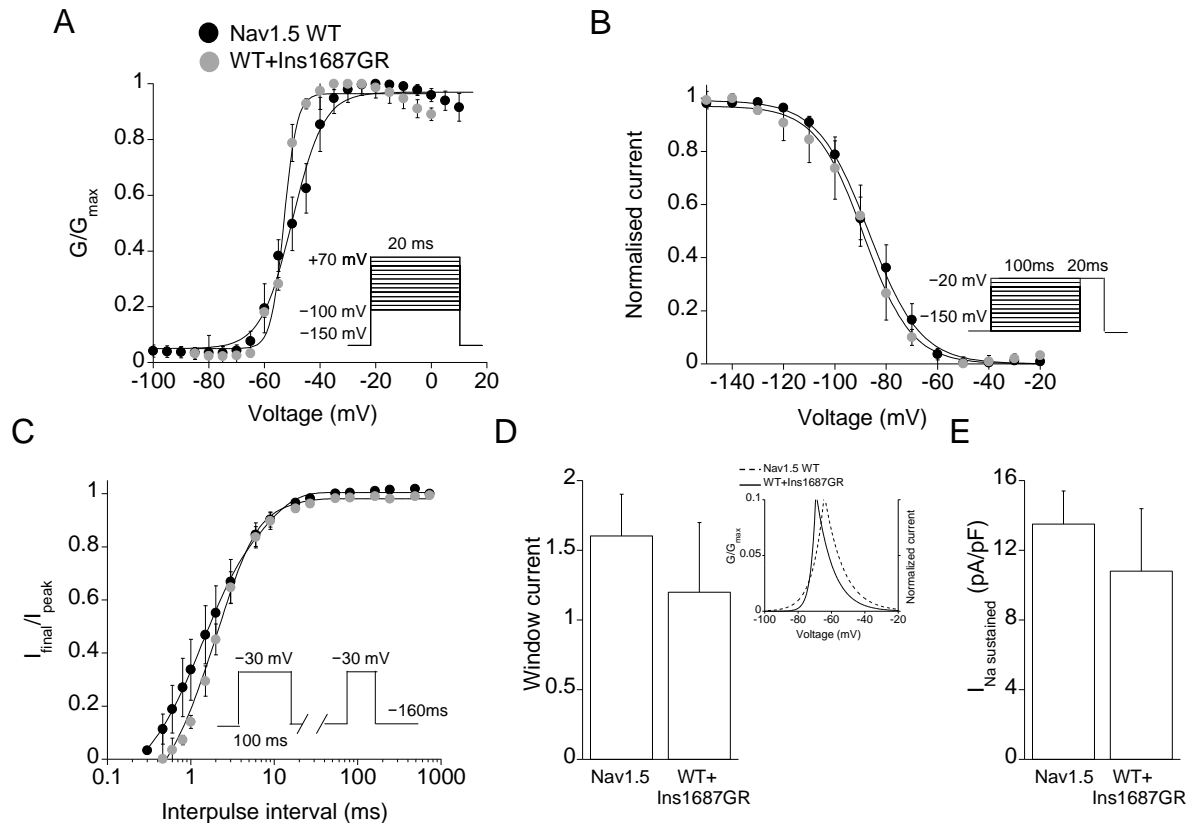 A
Nav1.5 WT
WT+Ins1687GR
G/Gmax
1
0.8
0.6
0.4
0.2
0
-100 -80 -60 -40 -20 0 20
Voltage (mV)
20 ms
+70 mV
−100 mV
−150 mV
B
Normalised current
1
0.8
0.6
0.4
0.2
0
-140 -120 -100 -80 -60 -40 -20
Voltage (mV)
100ms 20ms
−20 mV
−150 mV
C
Ifinal/Ipeak
1
0.8
0.6
0.4
0.2
0
0.1 1 10 100 1000
Interpulse interval (ms)
−30 mV −30 mV
−160ms
100 ms
D
Window current
2
1.5
1
0.5
0
Nav1.5 WT+
Ins1687GR
Nav1.5 WT
WT+Ins1687GR
G/Gmax
0.1
0.05
0
-100 -80 -60 -40 -20
Voltage (mV)
Normalized current
E
INa sustained (pA/pF)
16
12
8
4
0
Nav1.5 WT+
Ins1687GR